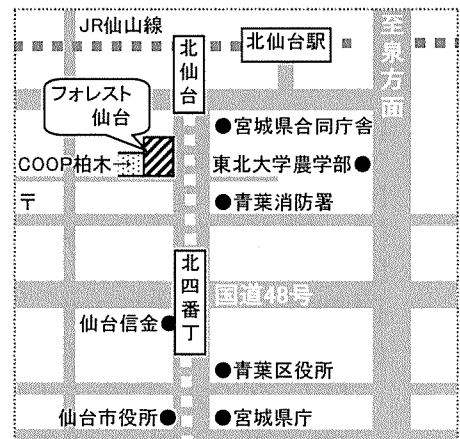 JR仙山線
北仙台
北仙台駅
至泉方面
フォレスト
仙台
●宮城県合同庁舎
COOP柏木
東北大学農学部●
〒
●青葉消防署
北四番丁
国道48号
仙台信金●
●青葉区役所
仙台市役所●
●宮城県庁